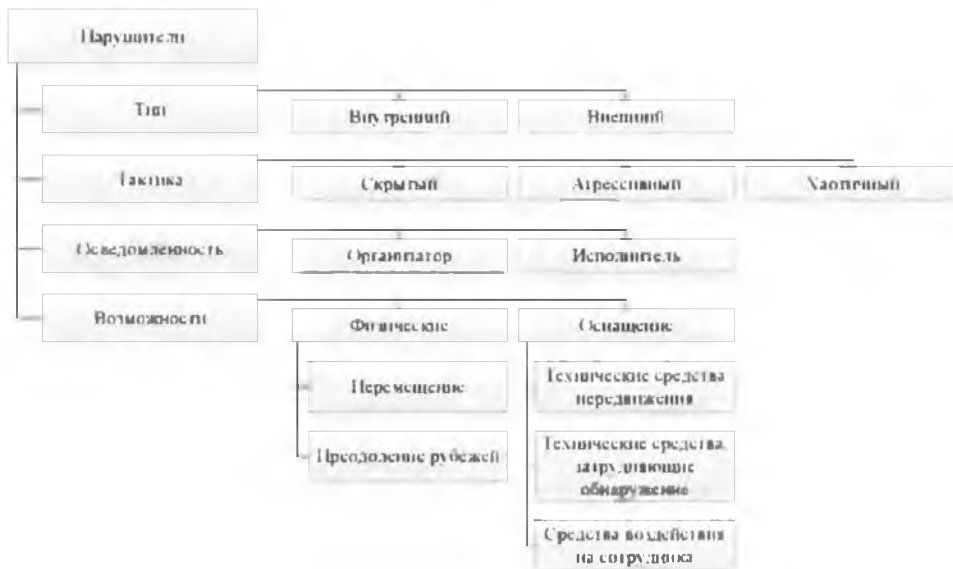 Нарушители
Тип
Внутренний
Внешний
Тактика
Скрытый
Агрессивный
Хаотичный
Осведомленность
Организатор
Исполнитель
Возможности
Физические
Оснащение
Перемещение
Технические средства
передвижения
Преодоление рубежей
Технические средства
затрудняющие
обнаружение
Средства воздействия
на сотрудника